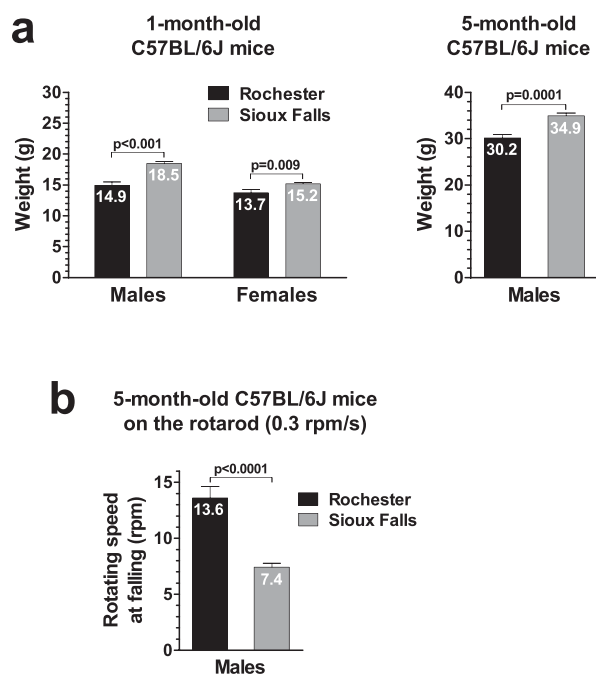 a
1-month-old
C57BL/6J mice
5-month-old
C57BL/6J mice
Weight (g)
30
25
20
15
10
5
0
Rochester
Sioux Falls
p<0.001
14.9
18.5
p=0.009
13.7
15.2
Males
Females
Weight (g)
40
30
20
10
0
p=0.0001
30.2
34.9
Males
b
5-month-old C57BL/6J mice
on the rotarod (0.3 rpm/s)
Rotating speed
at falling (rpm)
15
10
5
0
p<0.0001
13.6
7.4
Rochester
Sioux Falls
Males